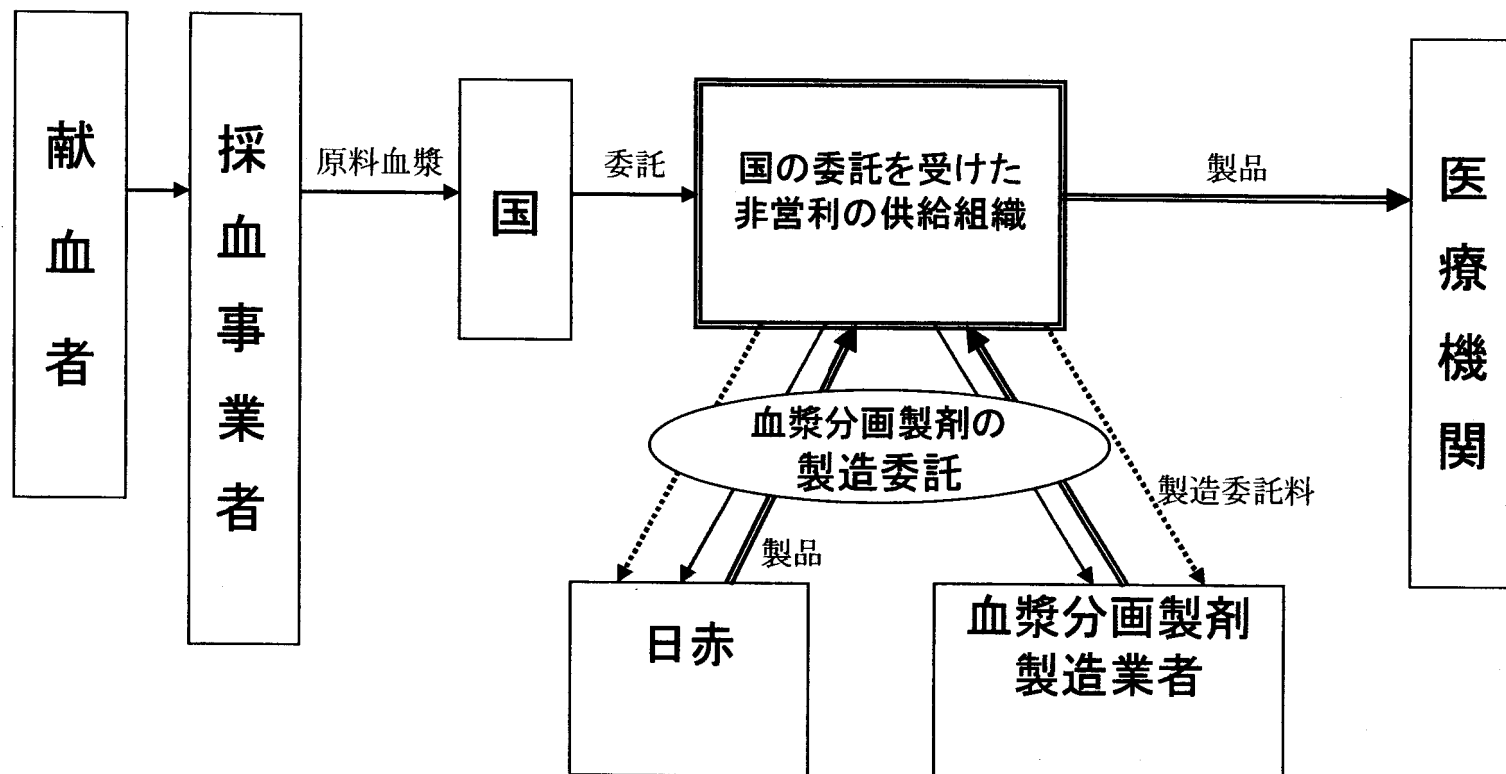 献血者
採血事業者
原料血漿
国
委託
国の委託を受けた
非営利の供給組織
製品
医療機関
血漿分画製剤の
製造委託
製造委託料
製品
日赤
血漿分画製剤
製造業者